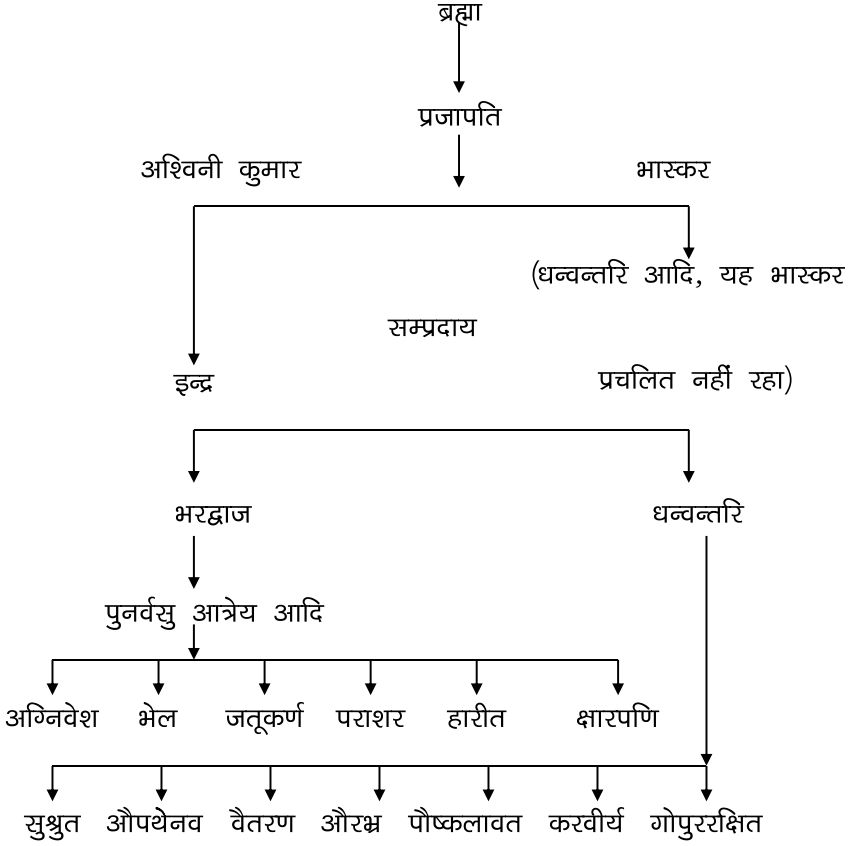 ब्रह्मा
प्रजापति
अश्विनी कुमार भास्कर
(धन्वन्तरि आदि, यह भास्कर
सम्प्रदाय
इन्द्र प्रचलित नहीं रहा)
भरद्वाज धन्वन्तरि
पुनर्वसु आत्रेय आदि
अग्निवेश भेल जतूकर्ण पराशर हारीत क्षारपणि
सुश्रुत औपथेनव वैतरण औरभ्र पौष्कलावत करवीर्य गोपुररक्षित